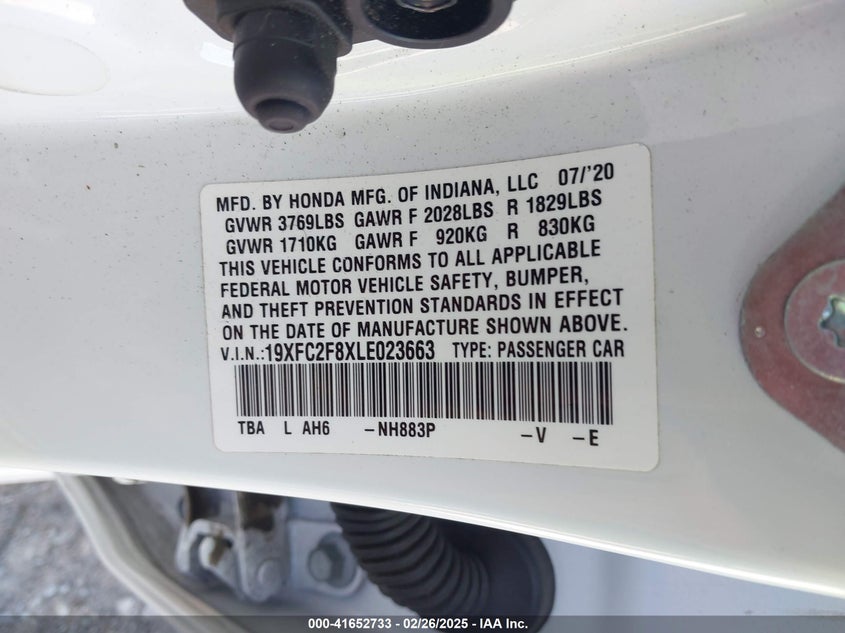 MFD. BY HONDA MFG. OF INDIANA, LLC 07/'20
GVWR 3769LBS GAWR F 2028LBS R 1829LBS
GVWR 1710KG GAWR F 920KG R 830KG
THIS VEHICLE CONFORMS TO ALL APPLICABLE
FEDERAL MOTOR VEHICLE SAFETY, BUMPER,
AND THEFT PREVENTION STANDARDS IN EFFECT
ON THE DATE OF MANUFACTURE SHOWN ABOVE.
V.I.N.:19XFC2F8XLE023663 TYPE: PASSENGER CAR
TBA L AH6 -NH883P -V -E
000-41652733 - 02/26/2025 - IAA Inc.